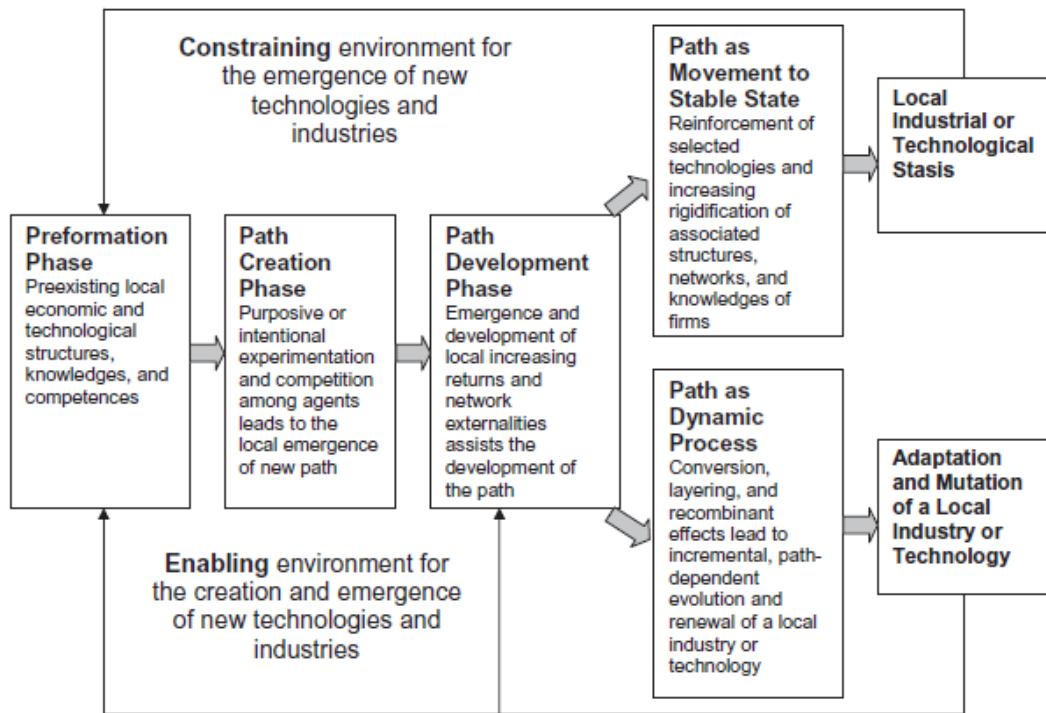 Constraining environment for
the emergence of new
technologies and
industries
Path as
Movement to
Stable State
Reinforcement of
selected
technologies and
increasing
rigidification of
associated
structures,
networks, and
knowledges of
firms
Local
Industrial or
Technological
Stasis
Preformation
Phase
Preexisting local
economic and
technological
structures,
knowledges, and
competences
Path
Creation
Phase
Purposive or
intentional
experimentation
and competition
among agents
leads to the
local emergence
of new path
Path
Development
Phase
Emergence and
development of
local increasing
returns and
network
externalities
assists the
development of
the path
Path as
Dynamic
Process
Conversion,
layering, and
recombinant
effects lead to
incremental, path-
dependent
evolution and
renewal of a local
industry or
technology
Adaptation
and Mutation
of a Local
Industry or
Technology
Enabling environment for
the creation and emergence
of new technologies and
industries